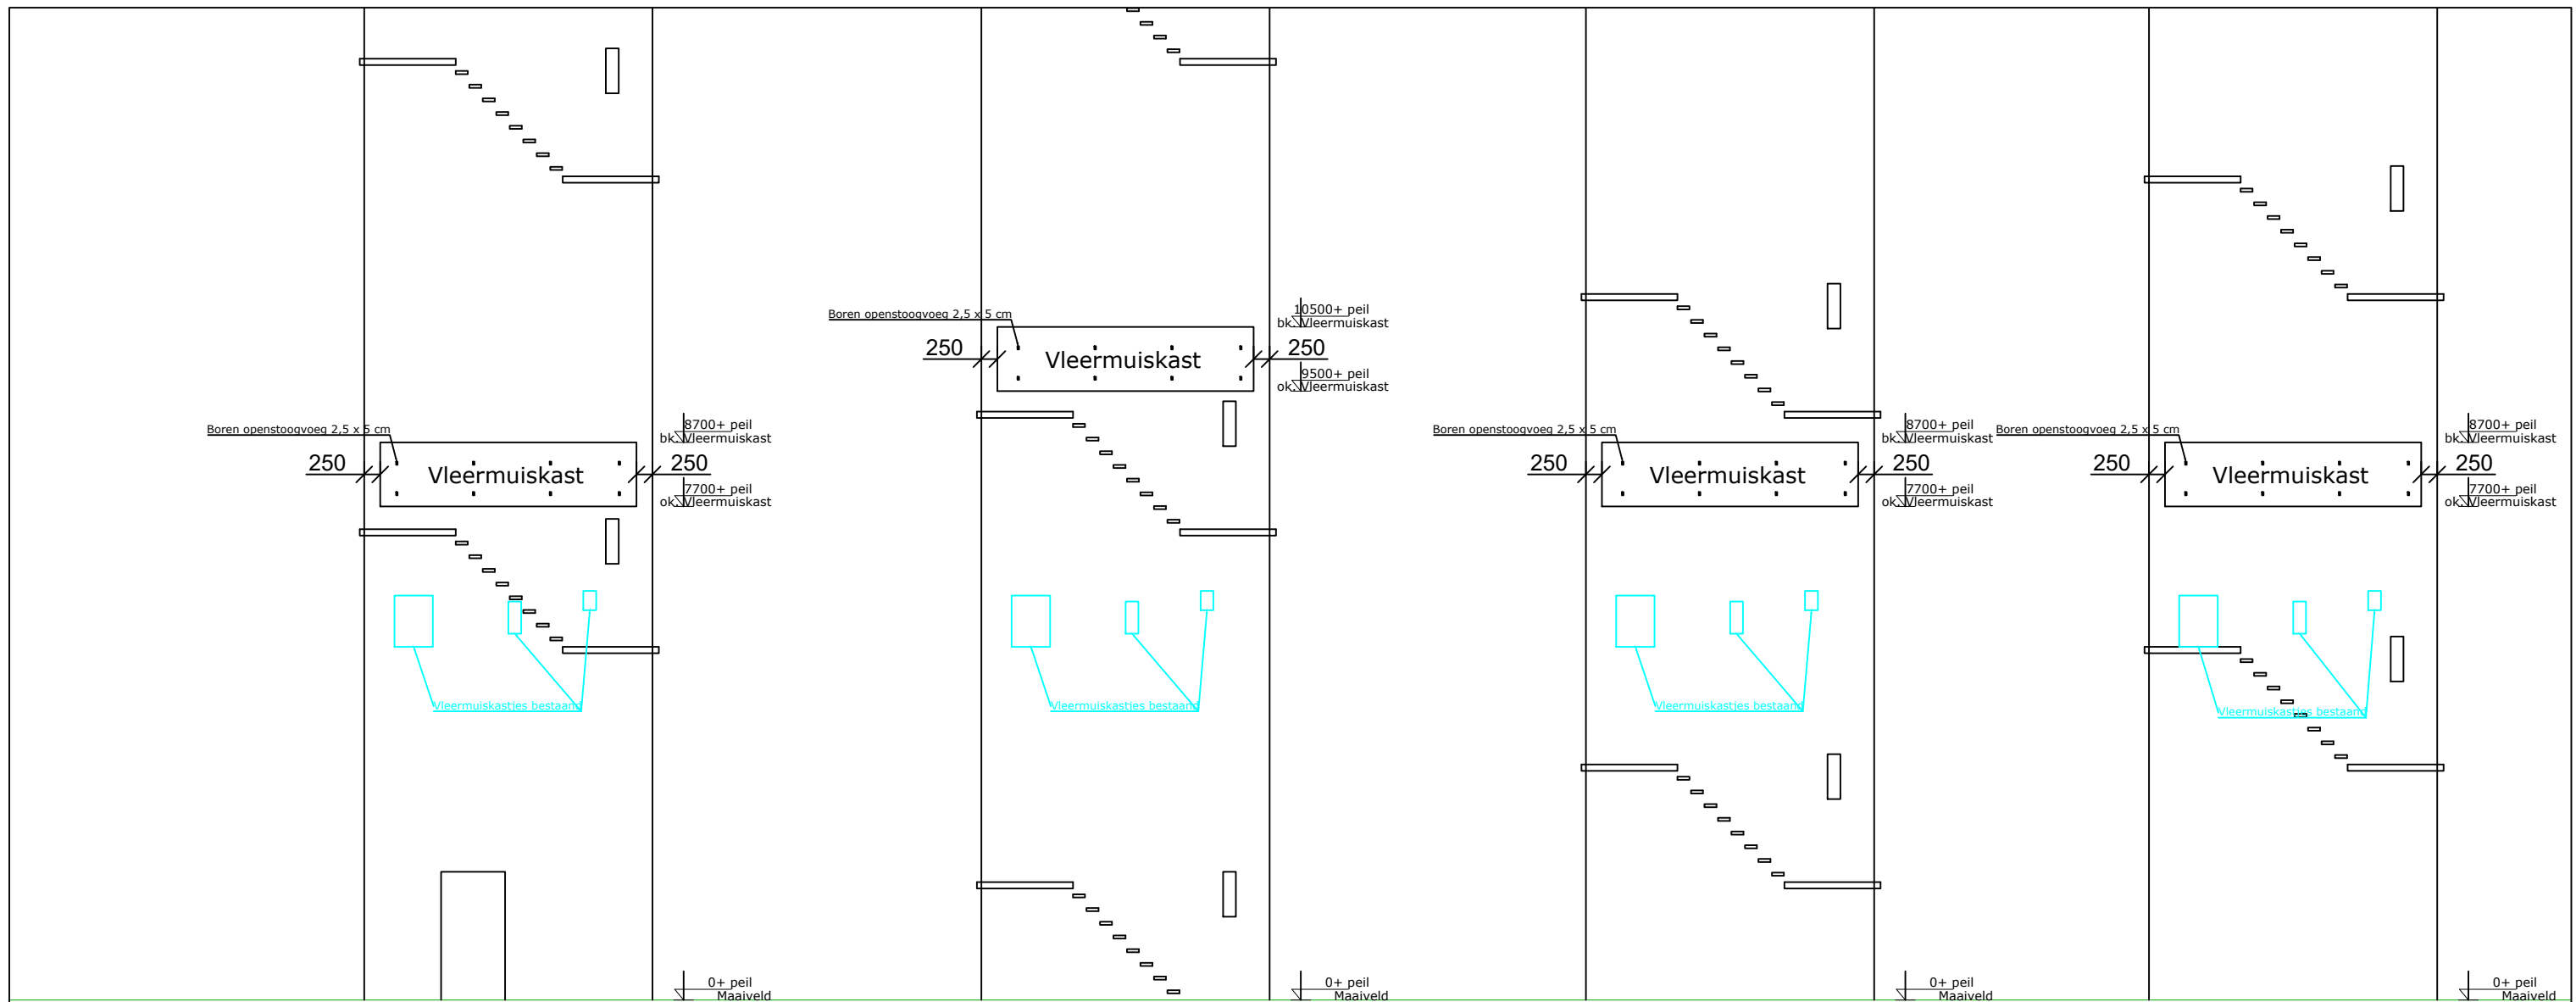 Boren openstoogvoeg 2,5 x 5 cm
250
Vleermuiskast
250
8700+ peil
bk. Vleermuiskast
7700+ peil
ok. Vleermuiskast
Vleermuiskastjes bestaand
0+ peil
Maaiveld
Boren openstoogvoeg 2,5 x 5 cm
250
Vleermuiskast
250
10500+ peil
bk. Vleermuiskast
9500+ peil
ok. Vleermuiskast
Vleermuiskastjes bestaand
0+ peil
Maaiveld
Boren openstoogvoeg 2,5 x 5 cm
250
Vleermuiskast
250
8700+ peil
bk. Vleermuiskast
7700+ peil
ok. Vleermuiskast
Vleermuiskastjes bestaand
0+ peil
Maaiveld
Boren openstoogvoeg 2,5 x 5 cm
250
Vleermuiskast
250
8700+ peil
bk. Vleermuiskast
7700+ peil
ok. Vleermuiskast
Vleermuiskastjes bestaand
0+ peil
Maaiveld